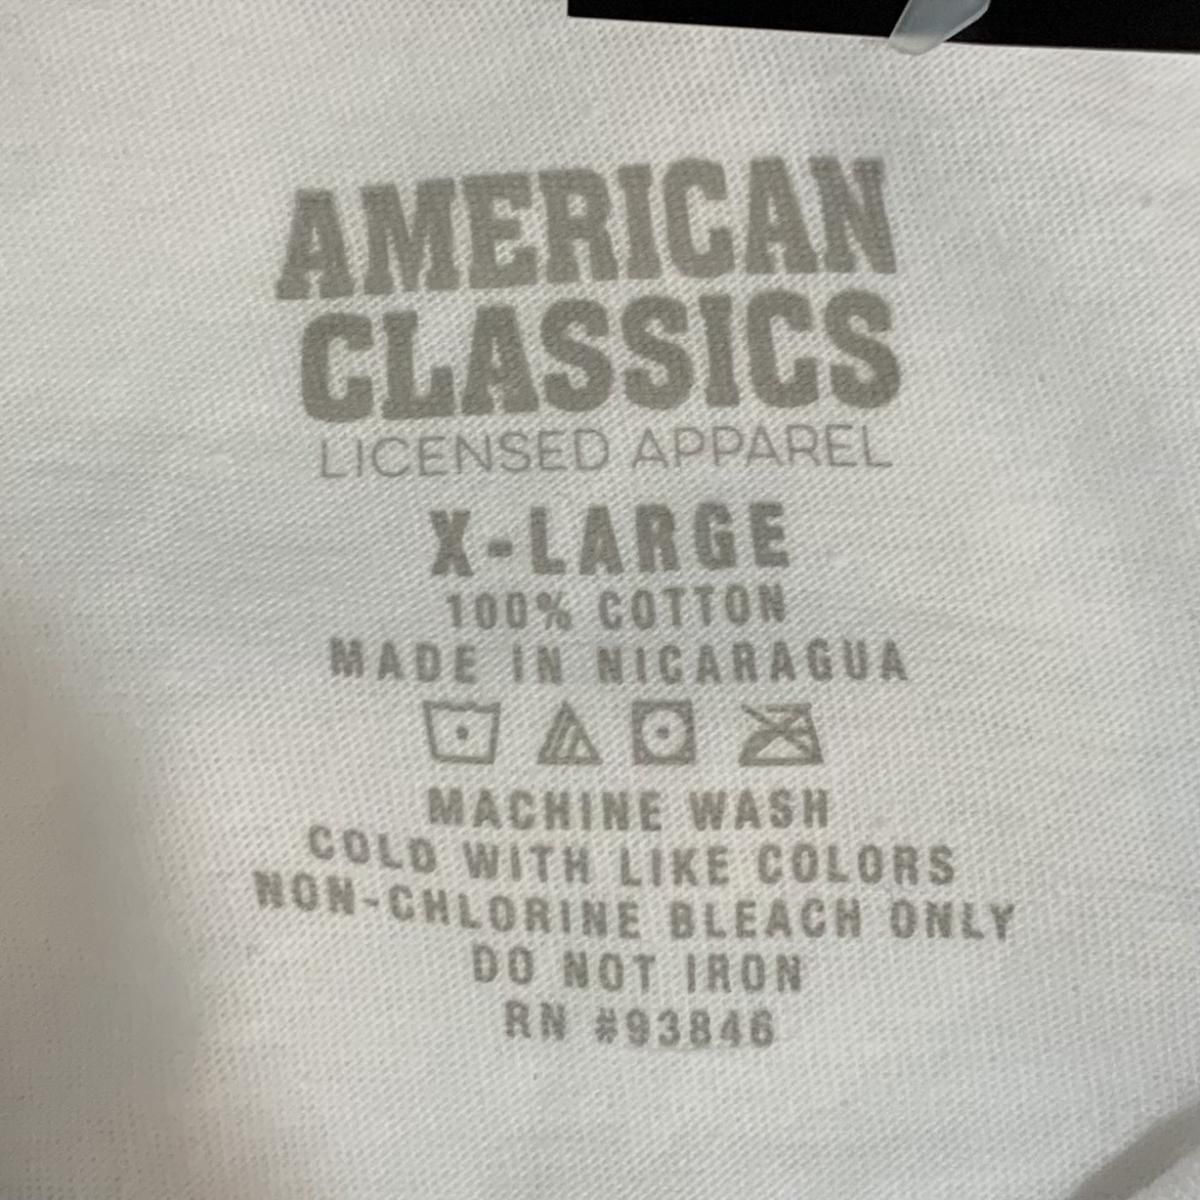 AMERICAN
CLASSICS
LICENSED APPAREL
X-LARGE
100% COTTON
MADE IN NICARAGUA
MACHINE WASH
COLD WITH LIKE COLORS
NON-CHLORINE BLEACH ONLY
DO NOT IRON
RN #93846